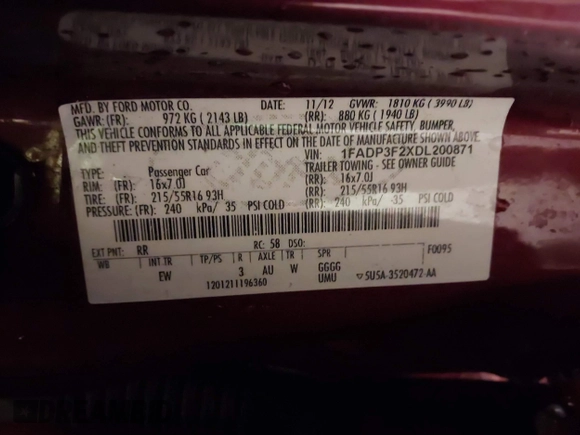 MFD. BY FORD MOTOR CO. DATE: 11/12 GVWR: 1810 KG ( 3990 LB)
GAWR: (FR): 972 KG ( 2143 LB) (RR): 880 KG ( 1940 LB)
THIS VEHICLE CONFORMS TO ALL APPLICABLE FEDERAL MOTOR VEHICLE SAFETY, BUMPER,
AND THEFT PREVENTION STANDARDS IN EFFECT ON THE DATE OF MANUFACTURE SHOWN ABOVE.
VIN: 1FADP3F2XDL200871
TYPE: Passenger Car TRAILER TOWING - SEE OWNER GUIDE
RIM: (FR): 16x7.0J (RR): 16x7.0J
TIRE: (FR): 215/55R16 93H (RR): 215/55R16 93H
PRESSURE: (FR): 240 kPa/ 35 PSI COLD (RR): 240 kPa/ 35 PSI COLD
EXT PNT: RR RC: 58 DSO: F0095
WB INT TR TP/PS R AXLE TR SPR
EW 3 AU W GGGG
UMU 5U5A-3520472-AA
1201211196360